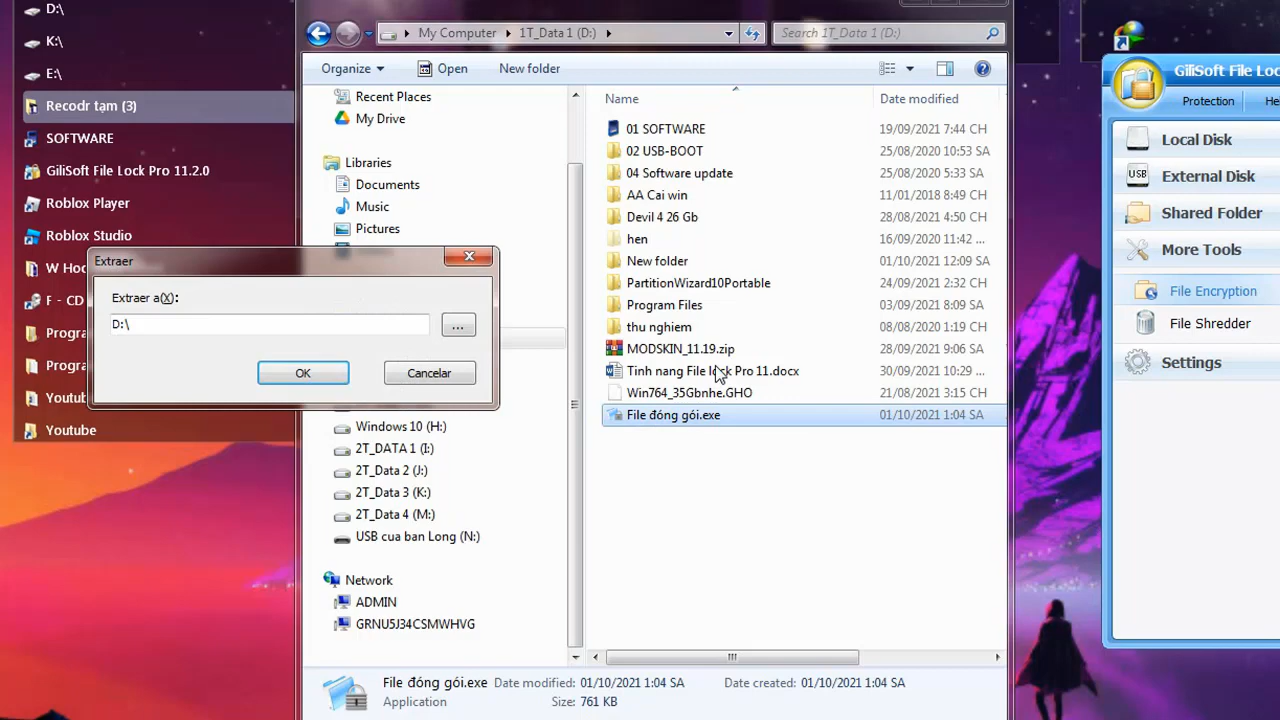 D:\
K:\
E:\
Recodr tạm (3)
SOFTWARE
GiliSoft File Lock Pro 11.2.0
Roblox Player
Roblox Studio
W Hoc
F - CD
Progr
Progr
Youtub
Youtube
Extraer
Extraer a(X):
D:\
...
OK
Cancelar
My Computer
1T_Data 1 (D:)
Search 1T_Data 1 (D:)
Organize
Open
New folder
Recent Places
My Drive
Libraries
Documents
Music
Pictures
Windows 10 (H:)
2T_DATA 1 (I:)
2T_Data 2 (J:)
2T_Data 3 (K:)
2T_Data 4 (M:)
USB cua ban Long (N:)
Network
ADMIN
GRNU5J34CSMWHVG
Name Date modified
01 SOFTWARE 19/09/2021 7:44 CH
02 USB-BOOT 25/08/2020 10:53 SA
04 Software update 25/08/2020 5:33 SA
AA Cai win 11/01/2018 8:49 CH
Devil 4 26 Gb 28/08/2021 4:50 CH
hen 16/09/2020 11:42 ...
New folder 01/10/2021 12:09 SA
PartitionWizard10Portable 24/09/2021 2:32 CH
Program Files 03/09/2021 8:09 SA
thu nghiem 08/08/2020 1:19 CH
MODSKIN_11.19.zip 28/09/2021 9:06 SA
Tinh nang File lock Pro 11.docx 30/09/2021 10:29 ...
Win764_35Gbnhe.GHO 21/08/2021 3:15 CH
File đóng gói.exe 01/10/2021 1:04 SA
File đóng gói.exe Date modified: 01/10/2021 1:04 SA Date created: 01/10/2021 1:04 SA
Application Size: 761 KB
GiliSoft File Loc
Protection He
Local Disk
USB
External Disk
Shared Folder
More Tools
File Encryption
File Shredder
Settings